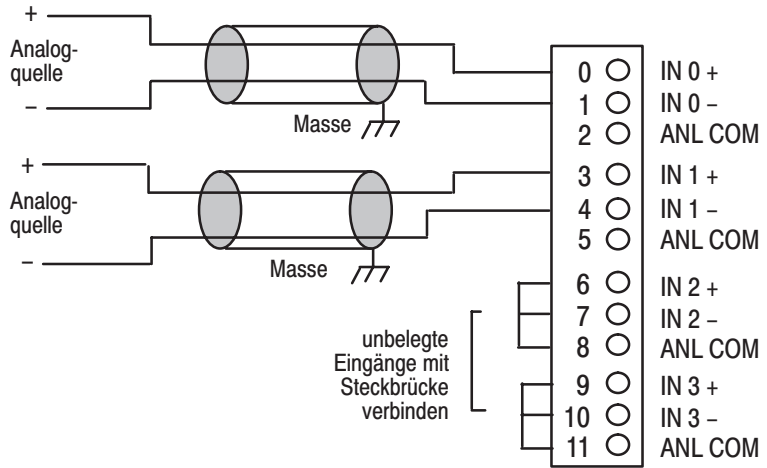 +
Analog-
quelle
–
Masse
+
Analog-
quelle
–
Masse
unbelegte
Eingänge mit
Steckbrücke
verbinden
0 IN 0 +
1 IN 0 –
2 ANL COM
3 IN 1 +
4 IN 1 –
5 ANL COM
6 IN 2 +
7 IN 2 –
8 ANL COM
9 IN 3 +
10 IN 3 –
11 ANL COM